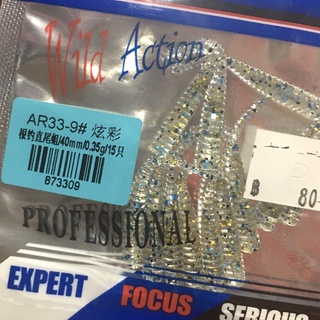 Wild Action
AR33-9# 炫彩
根钓直尾蛆/40mm/0.35g/15只
873309
80
PROFESSIONAL
EXPERT
FOCUS
SERIOUS